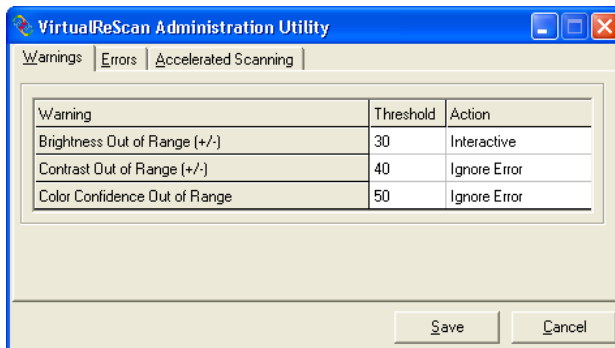 VirtualReScan Administration Utility
Warnings Errors Accelerated Scanning
Warning Threshold Action
Brightness Out of Range (+/-) 30 Interactive
Contrast Out of Range (+/-) 40 Ignore Error
Color Confidence Out of Range 50 Ignore Error
Save Cancel